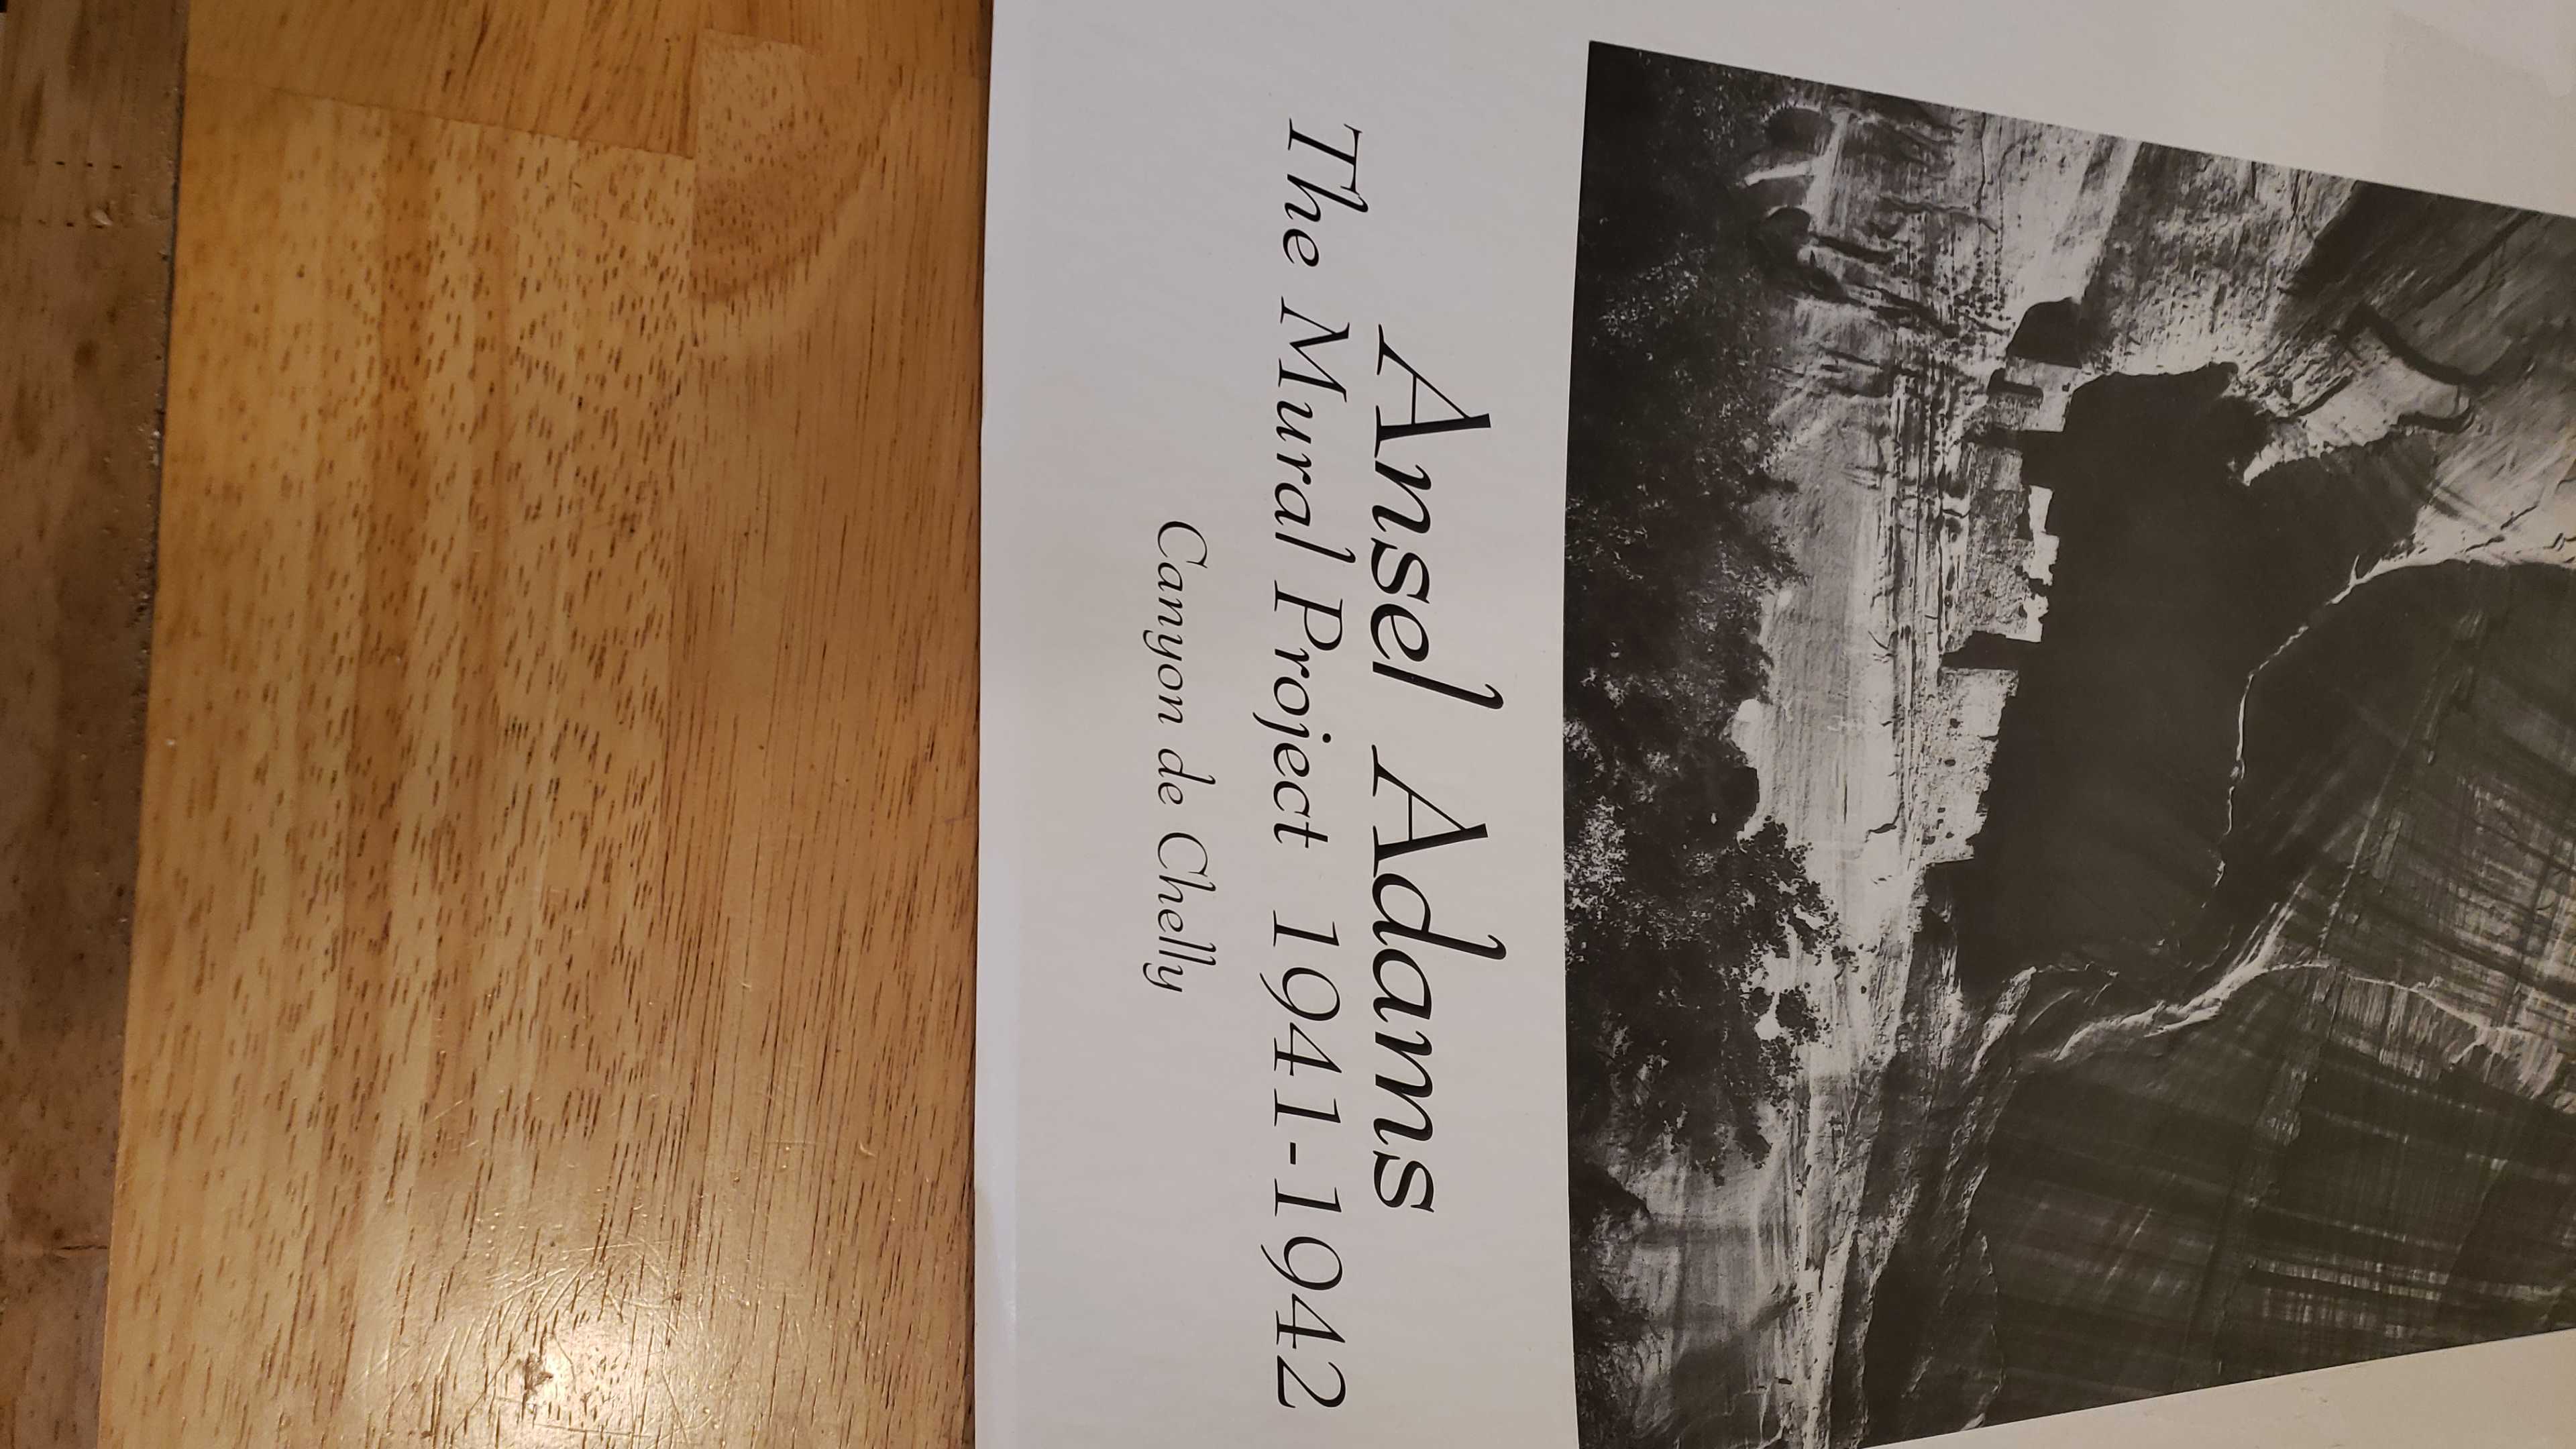 Ansel Adams
The Mural Project 1941-1942
Canyon de Chelly